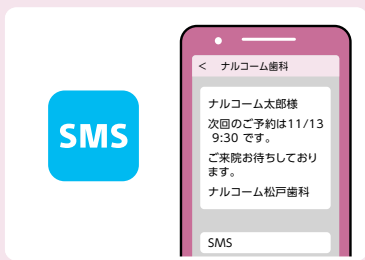 SMS
< ナルコーム歯科
ナルコーム太郎様
次回のご予約は11/13
9:30 です。
ご来院お待ちしており
ます。
ナルコーム松戸歯科
SMS